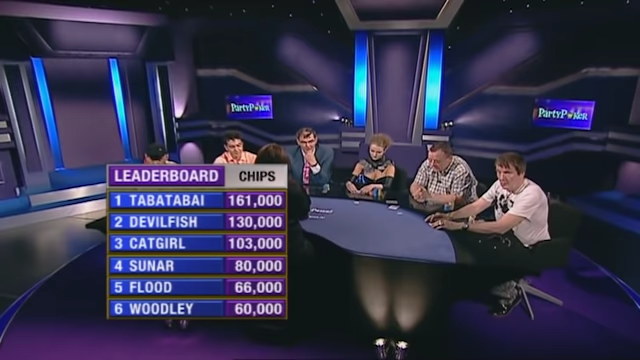 PartyPoker
PartyPoker
LEADERBOARD CHIPS
1 TABATABAI 161,000
2 DEVILFISH 130,000
3 CATGIRL 103,000
4 SUNAR 80,000
5 FLOOD 66,000
6 WOODLEY 60,000